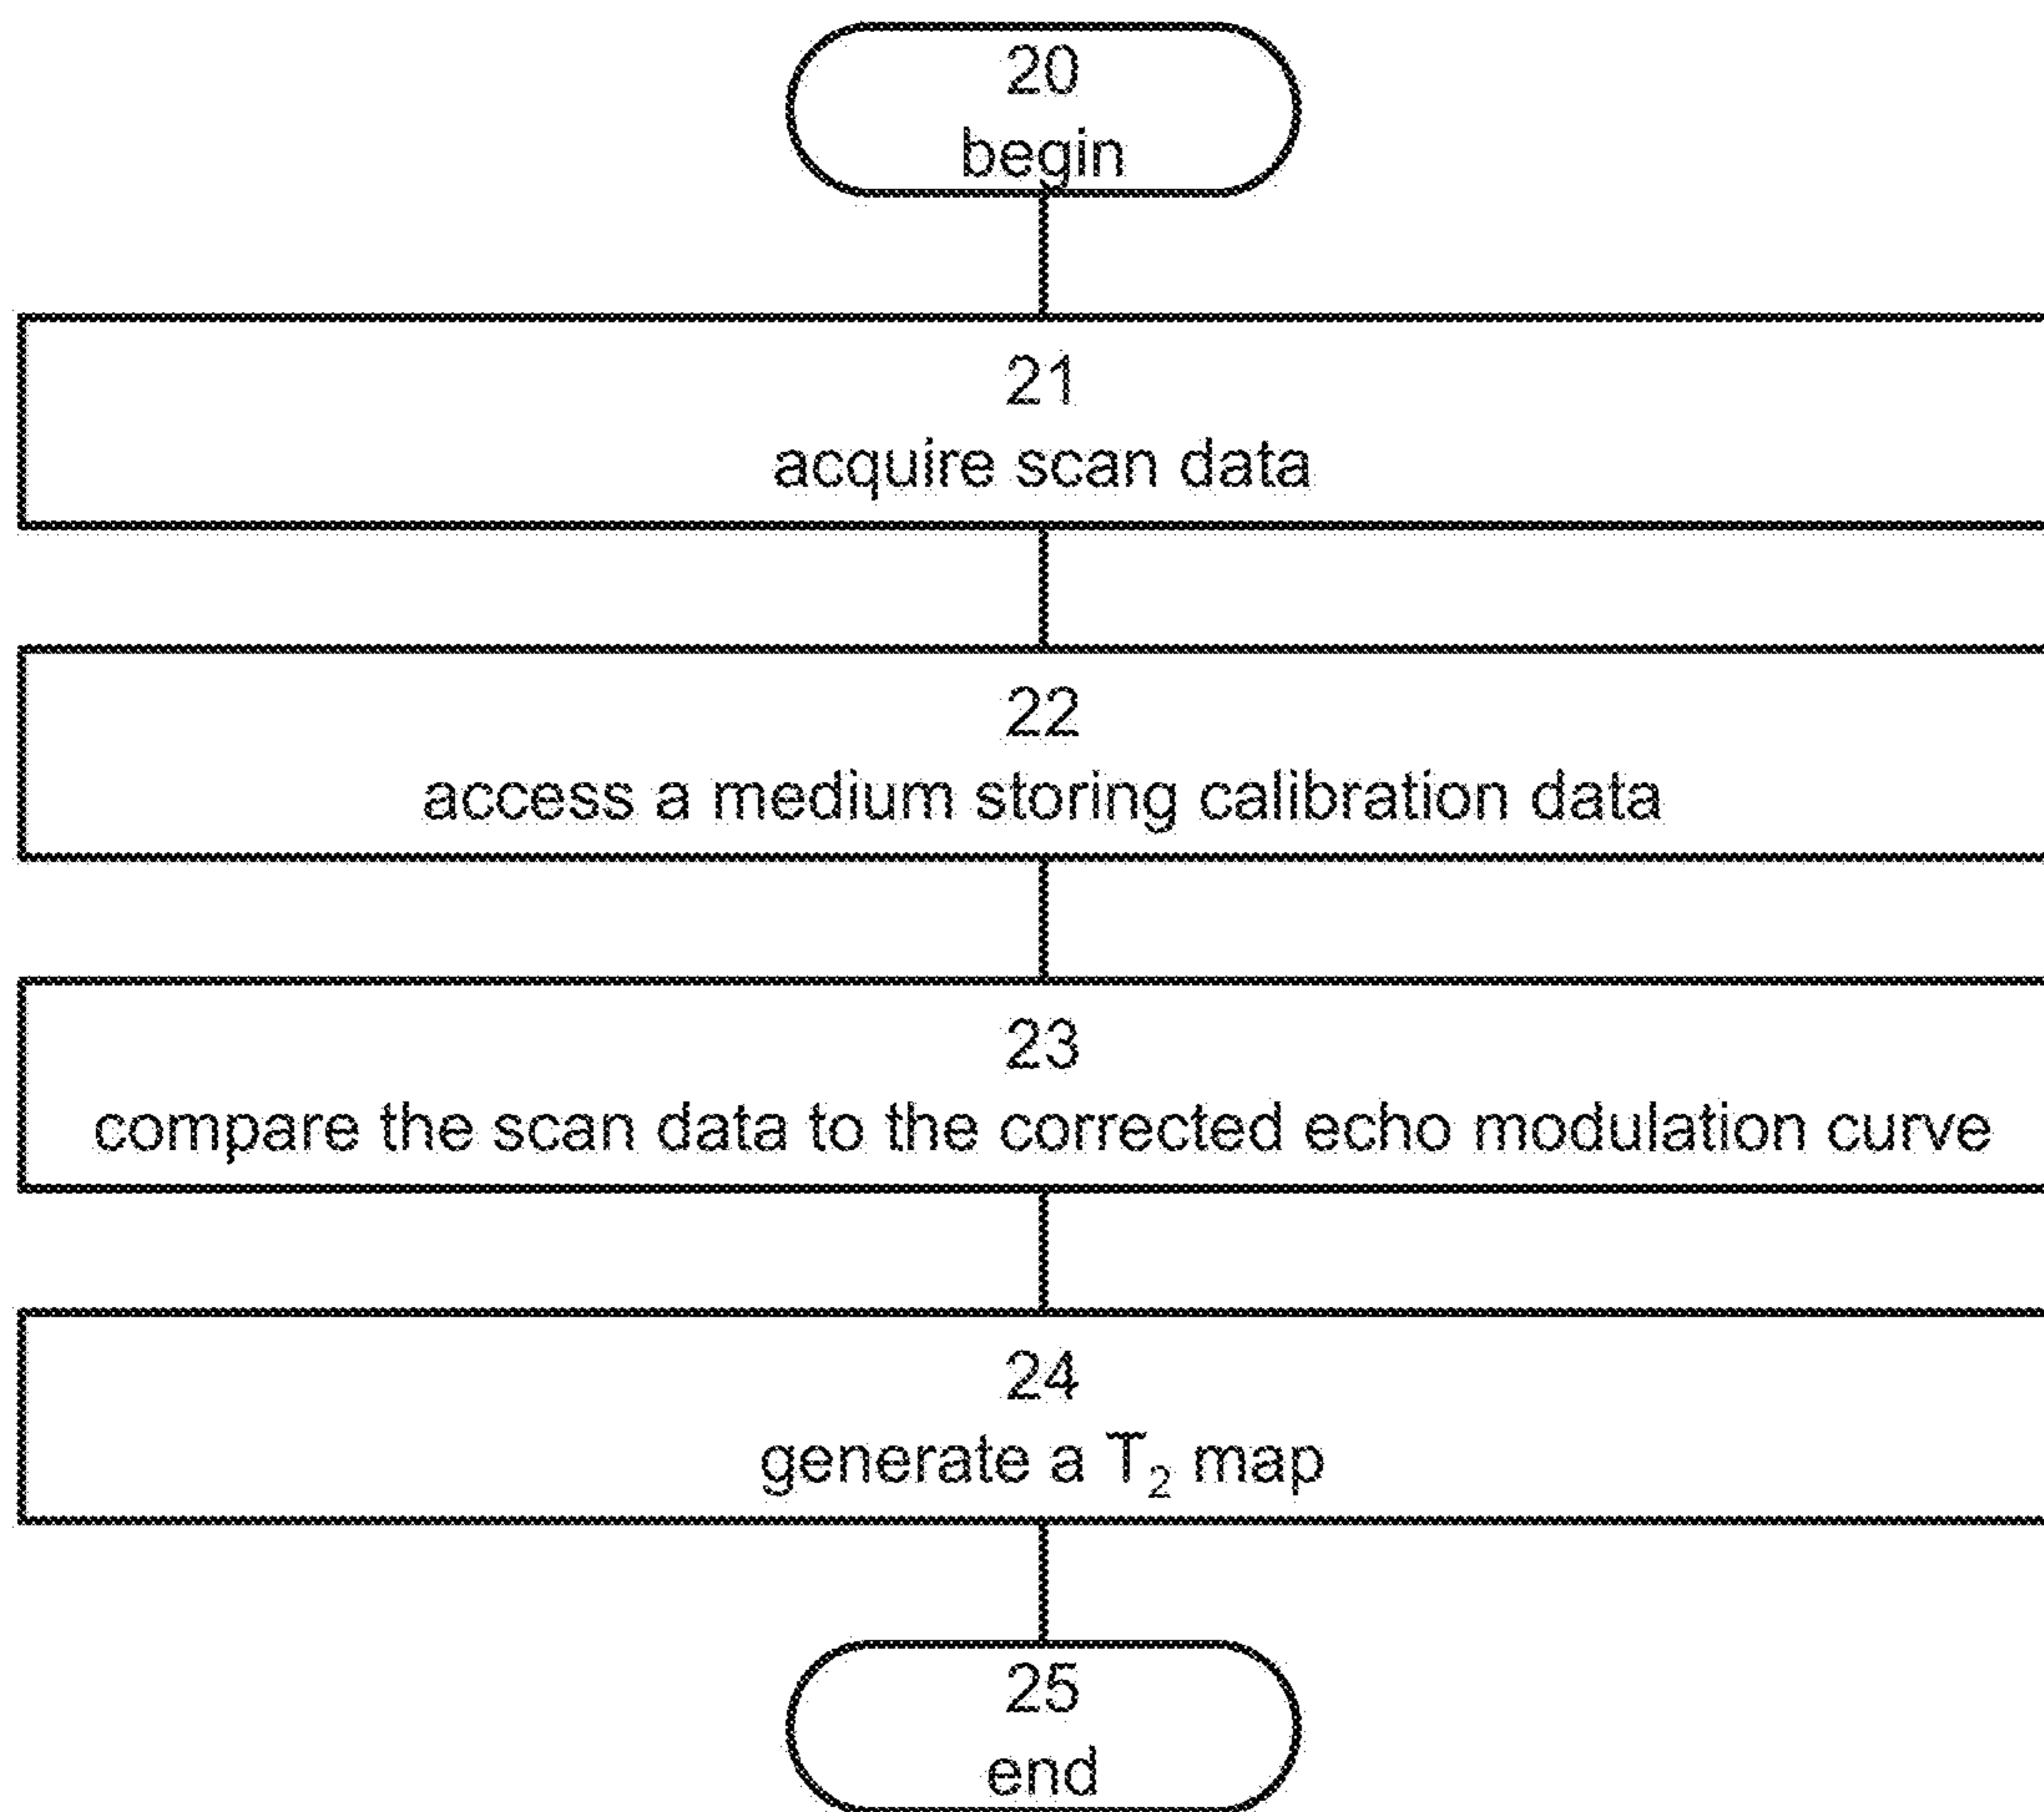 20
begin
21
acquire scan data
22
access a medium storing calibration data
23
compare the scan data to the corrected echo modulation curve
24
generate a T₂ map
25
end